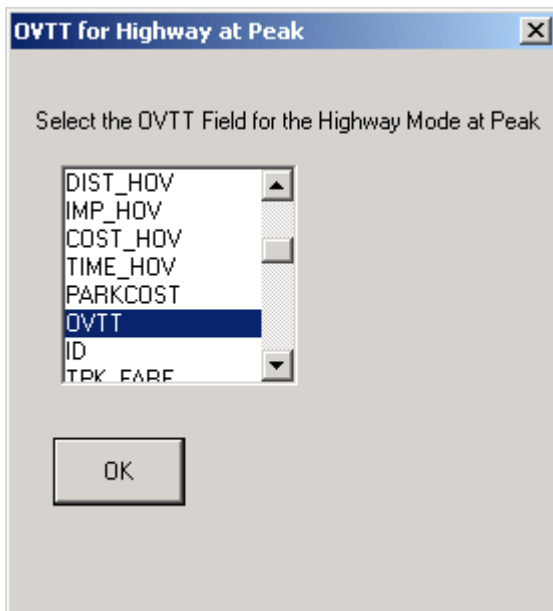 OVTT for Highway at Peak
Select the OVTT Field for the Highway Mode at Peak
DIST_HOV
IMP_HOV
COST_HOV
TIME_HOV
PARKCOST
OVTT
ID
TPK_FARE
OK